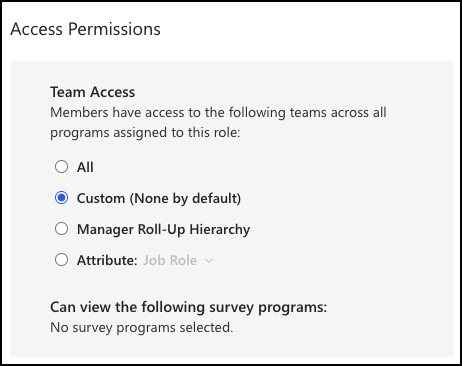 Access Permissions
Team Access
Members have access to the following teams across all
programs assigned to this role:
All
Custom (None by default)
Manager Roll-Up Hierarchy
Attribute: Job Role
Can view the following survey programs:
No survey programs selected.